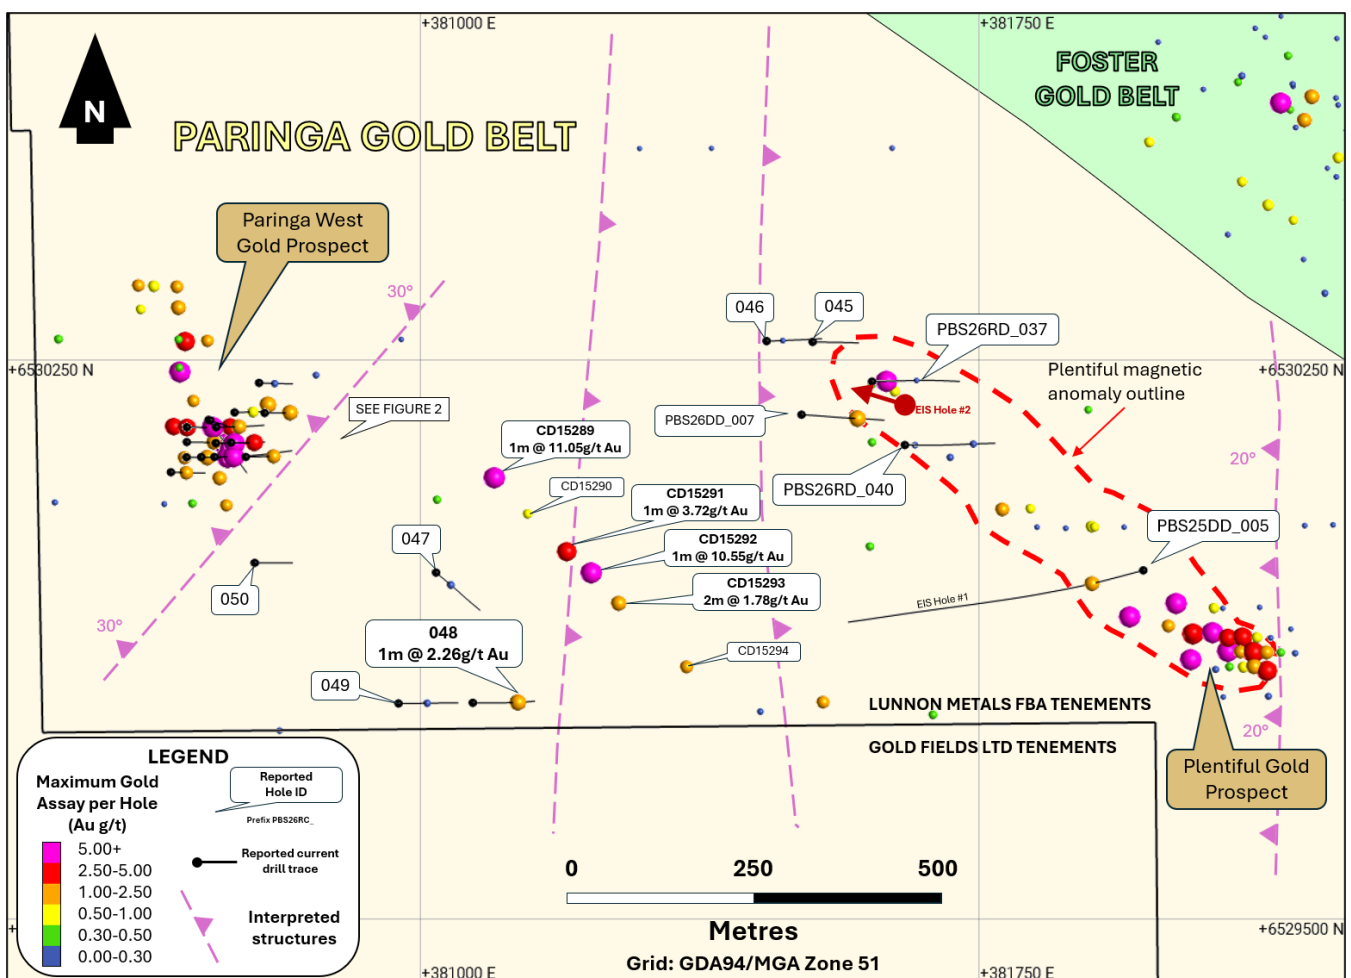 +381000 E
+381750 E
FOSTER
GOLD BELT
N
PARINGA GOLD BELT
Paringa West
Gold Prospect
30°
046
045
PBS26RD_037
+6530250 N
+6530250 N
Plentiful magnetic
anomaly outline
SEE FIGURE 2
EIS Hole #2
PBS26DD_007
CD15289
1m @ 11.05g/t Au
20°
CD15290
PBS26RD_040
CD15291
1m @ 3.72g/t Au
PBS25DD_005
047
CD15292
1m @ 10.55g/t Au
050
CD15293
2m @ 1.78g/t Au
EIS Hole #1
30°
048
1m @ 2.26g/t Au
CD15294
049
LUNNON METALS FBA TENEMENTS
20°
GOLD FIELDS LTD TENEMENTS
Plentiful Gold
Prospect
LEGEND
Maximum Gold
Assay per Hole
(Au g/t)
5.00+
2.50-5.00
1.00-2.50
0.50-1.00
0.30-0.50
0.00-0.30
Reported
Hole ID
Prefix PBS26RC_
Reported current
drill trace
Interpreted
structures
0
250
500
Metres
Grid: GDA94/MGA Zone 51
+
+6529500 N
+381000 E
+381750 E